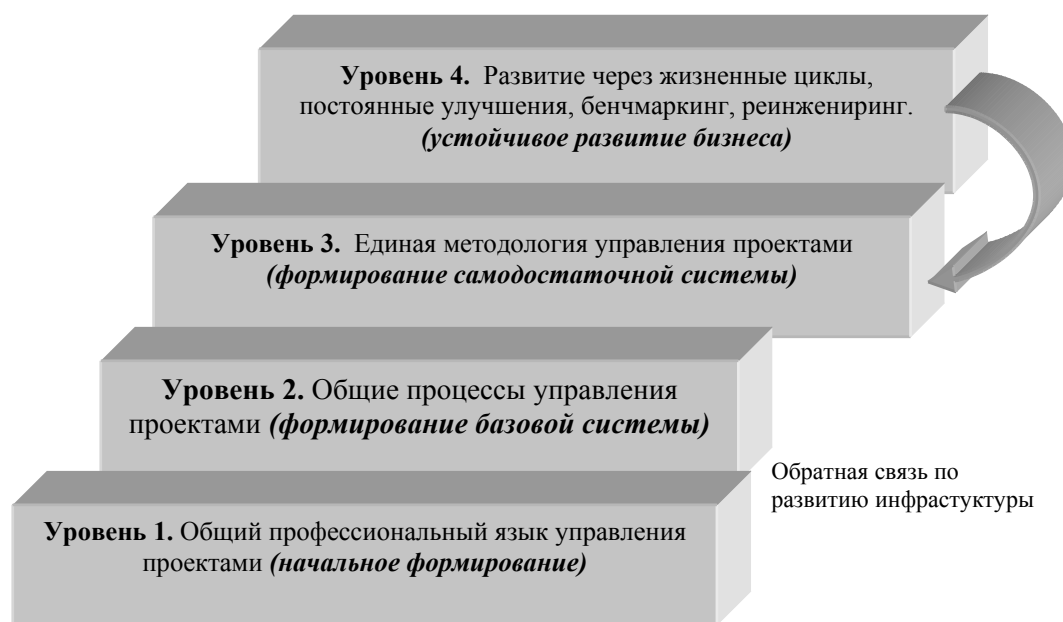 Уровень 4. Развитие через жизненные циклы,
постоянные улучшения, бенчмаркинг, реинжениринг.
(устойчивое развитие бизнеса)
Уровень 3. Единая методология управления проектами
(формирование самодостаточной системы)
Уровень 2. Общие процессы управления
проектами (формирование базовой системы)
Обратная связь по
развитию инфрастуктуры
Уровень 1. Общий профессиональный язык управления
проектами (начальное формирование)